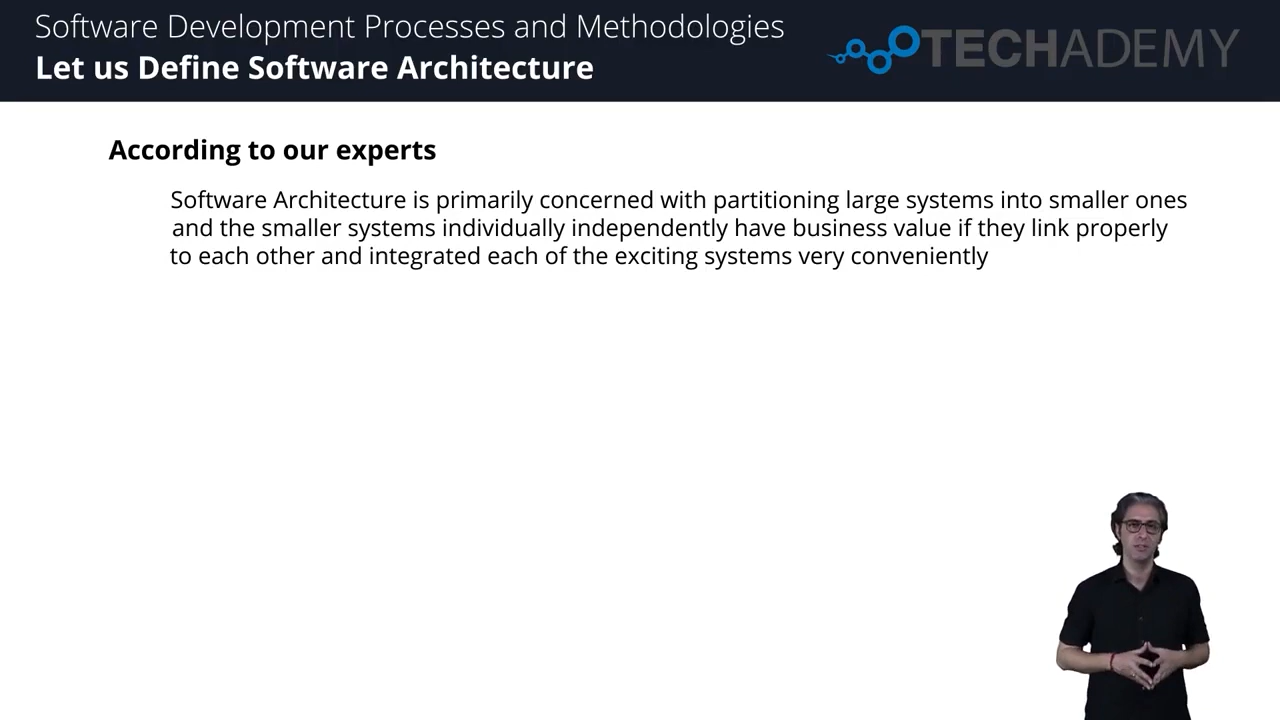 Software Development Processes and Methodologies
Let us Define Software Architecture
TECHADEMY
According to our experts
Software Architecture is primarily concerned with partitioning large systems into smaller ones
and the smaller systems individually independently have business value if they link properly
to each other and integrated each of the exciting systems very conveniently